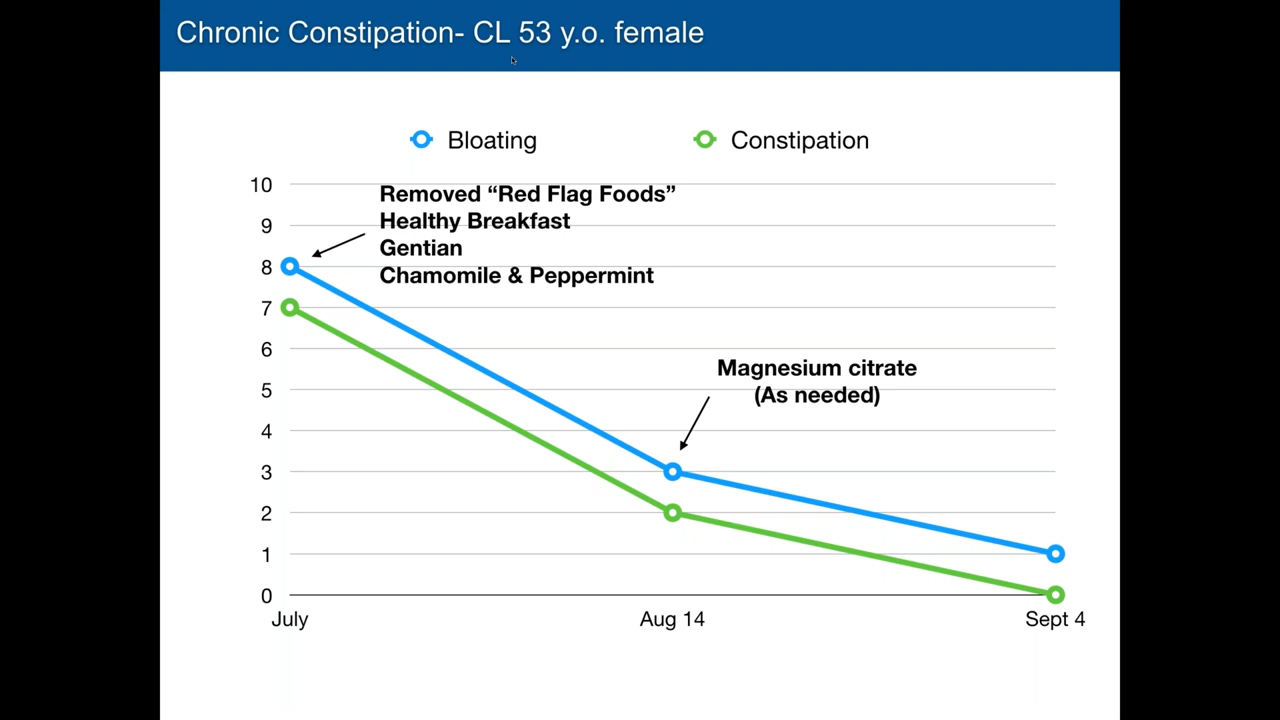 Chronic Constipation- CL 53 y.o. female
Bloating
Constipation
10
Removed “Red Flag Foods”
9
Healthy Breakfast
Gentian
8
Chamomile & Peppermint
7
6
Magnesium citrate
5
(As needed)
4
3
2
1
0
July
Aug 14
Sept 4